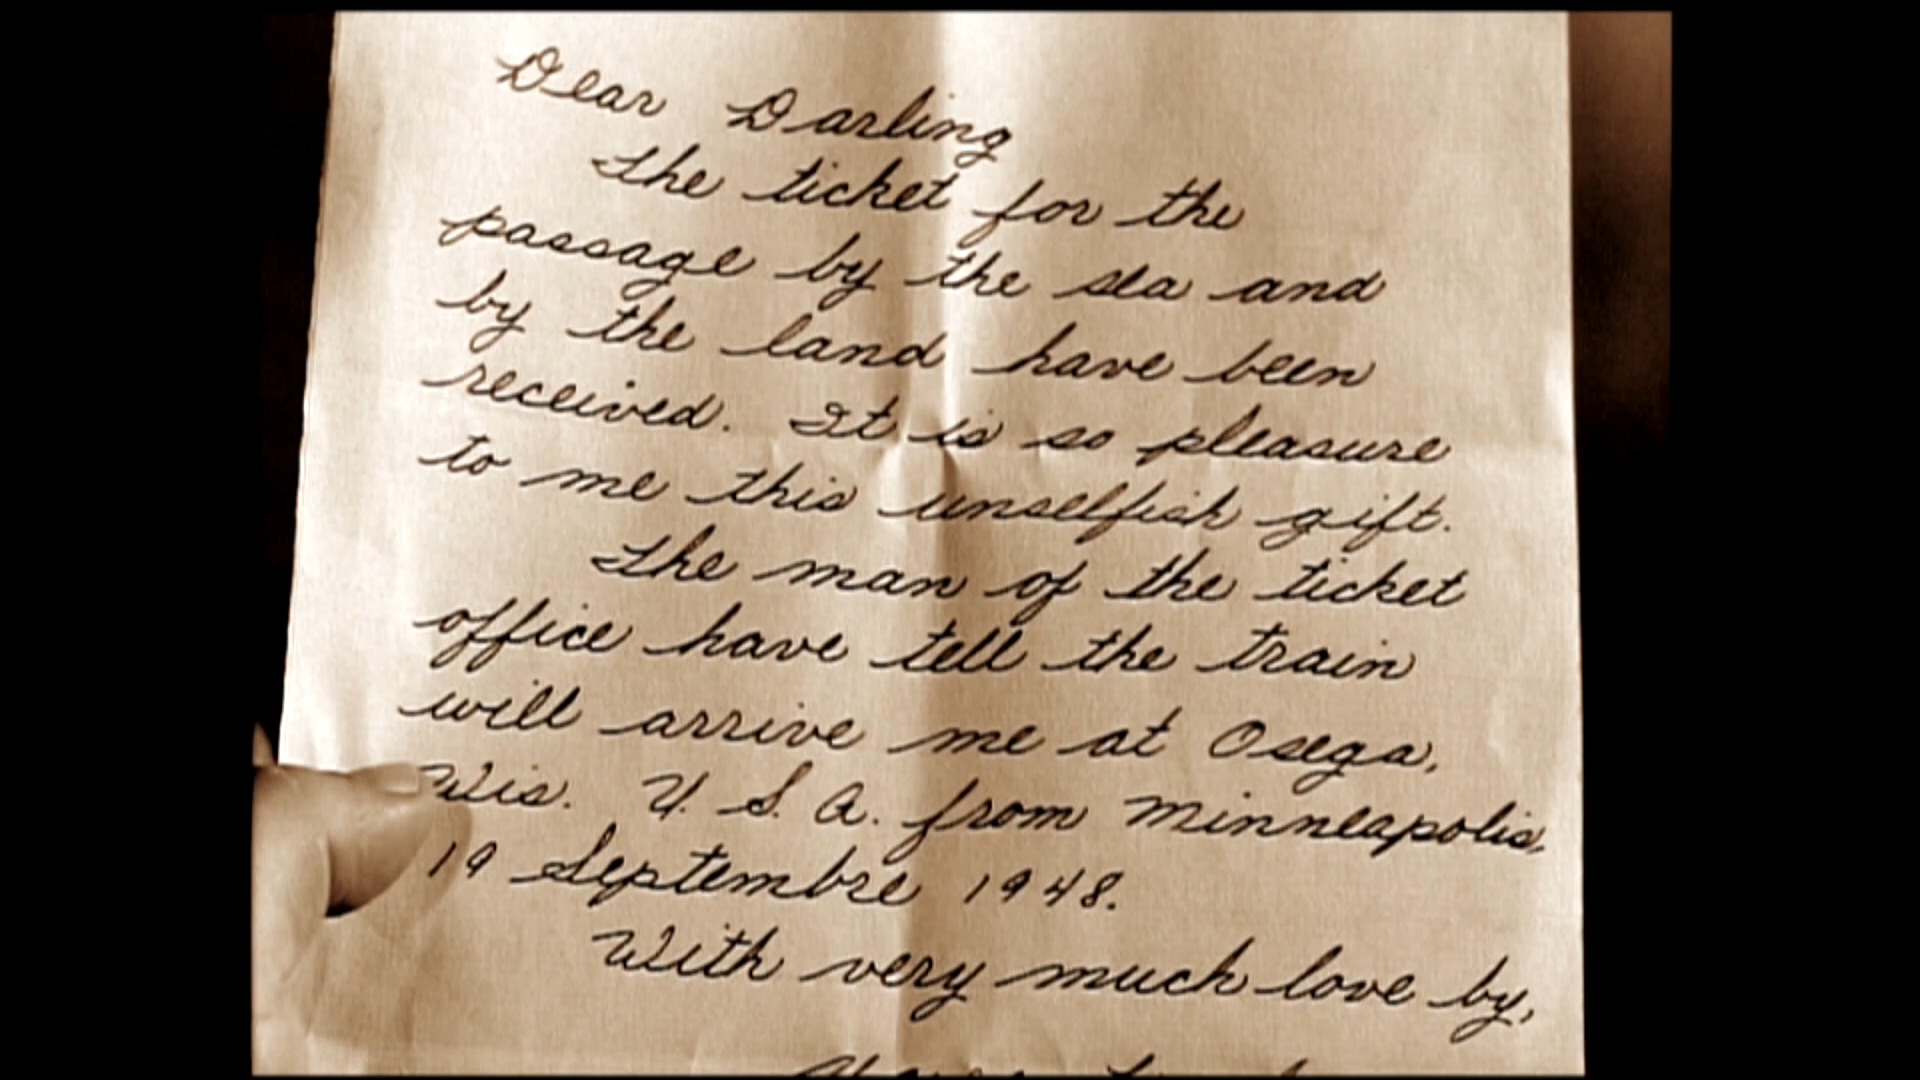 Dear Darling
The ticket for the
passage by the sea and
by the land have been
received. It is so pleasure
to me this unselfish gift.
The man of the ticket
office have tell the train
will arrive me at Osega,
Wis. U. S. A. from Minneapolis,
19 Septembre 1948.
With very much love by,